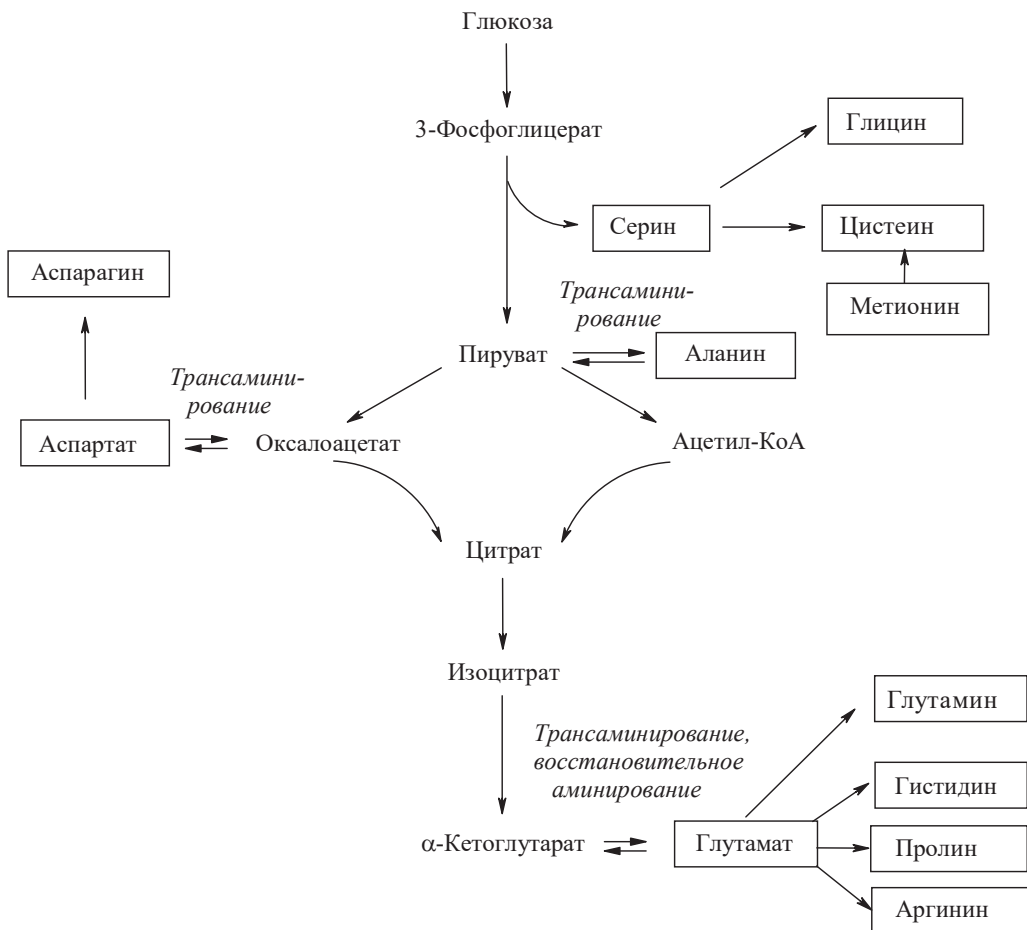 Глюкоза
3-Фосфоглицерат
Глицин
Серин
Цистеин
Аспарагин
Трансамини-
рование
Метионин
Пируват
Аланин
Трансамини-
рование
Аспартат
Оксалоацетат
Ацетил-КоА
Цитрат
Изоцитрат
Глутамин
Трансаминирование,
восстановительное
аминирование
Гистидин
α-Кетоглутарат
Глутамат
Пролин
Аргинин